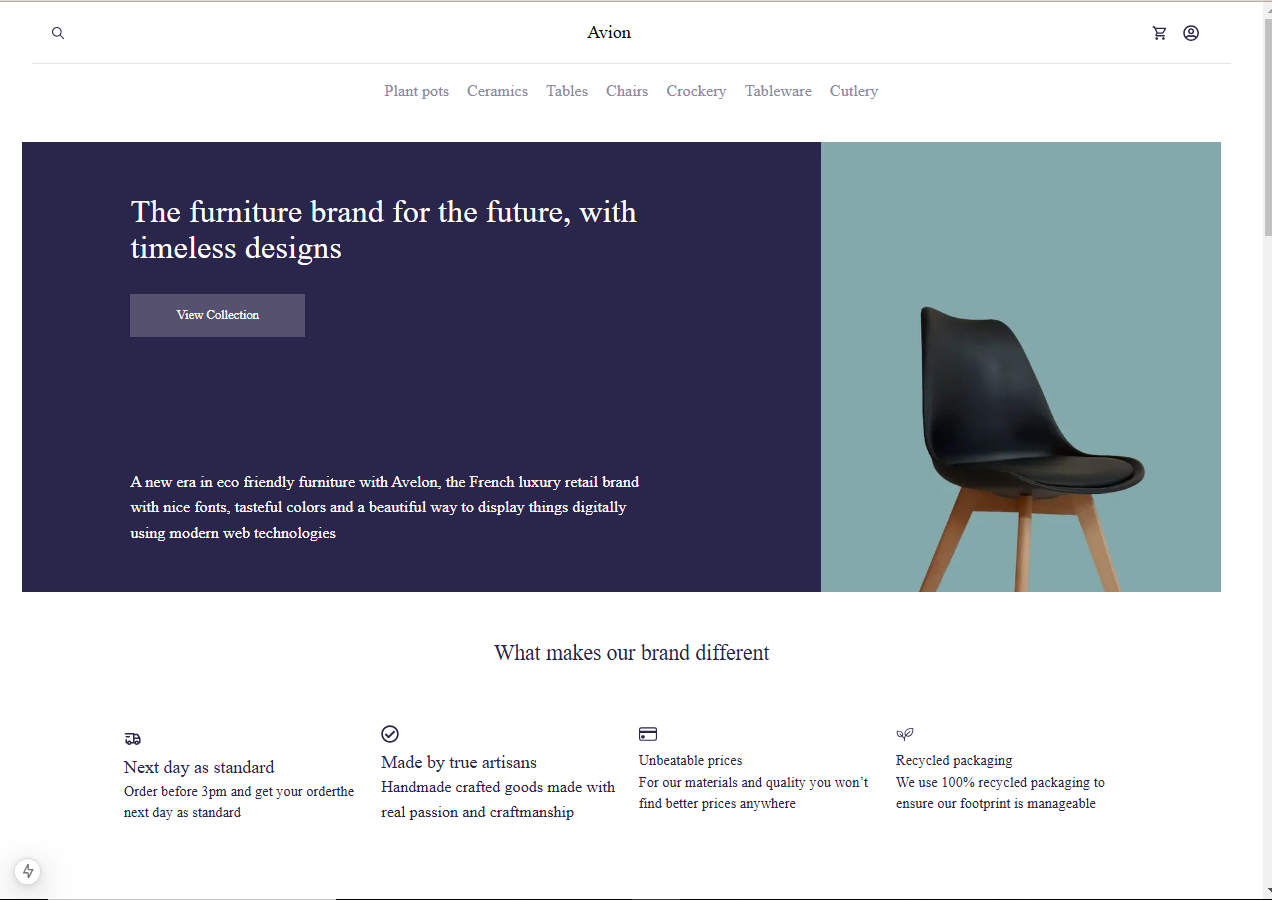 Avion
Plant pots Ceramics Tables Chairs Crockery Tableware Cutlery
The furniture brand for the future, with
timeless designs
View Collection
A new era in eco friendly furniture with Avelon, the French luxury retail brand
with nice fonts, tasteful colors and a beautiful way to display things digitally
using modern web technologies
What makes our brand different
Next day as standard
Order before 3pm and get your orderthe
next day as standard
Made by true artisans
Handmade crafted goods made with
real passion and craftmanship
Unbeatable prices
For our materials and quality you won’t
find better prices anywhere
Recycled packaging
We use 100% recycled packaging to
ensure our footprint is manageable